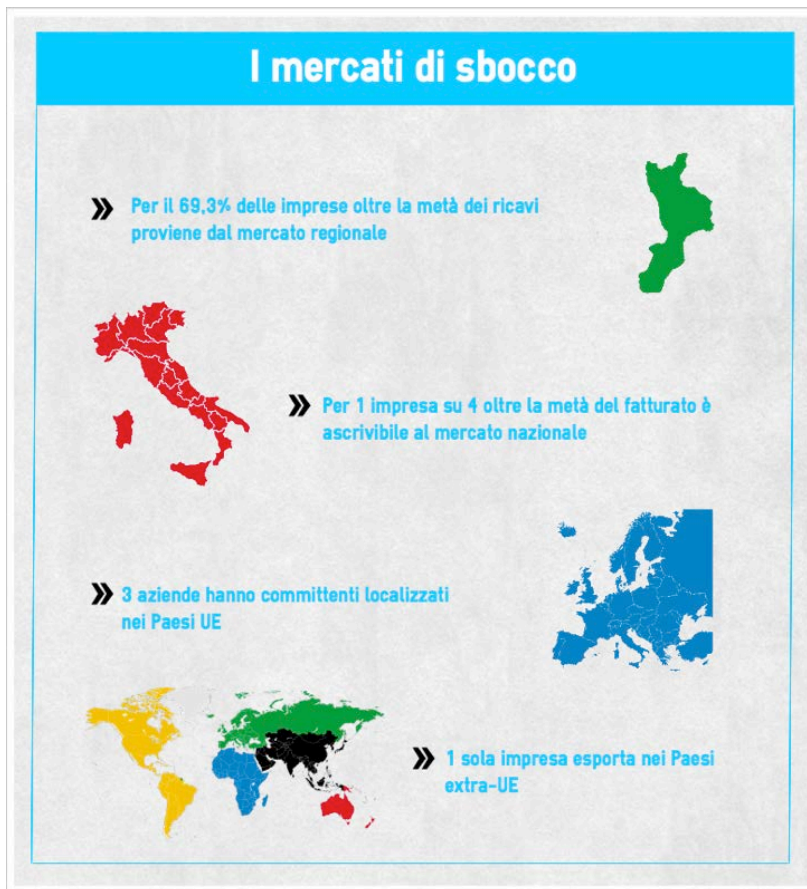 I mercati di sbocco
Per il 69,3% delle imprese oltre la metà dei ricavi
proviene dal mercato regionale
Per 1 impresa su 4 oltre la metà del fatturato è
ascrivibile al mercato nazionale
3 aziende hanno committenti localizzati
nei Paesi UE
1 sola impresa esporta nei Paesi
extra-UE